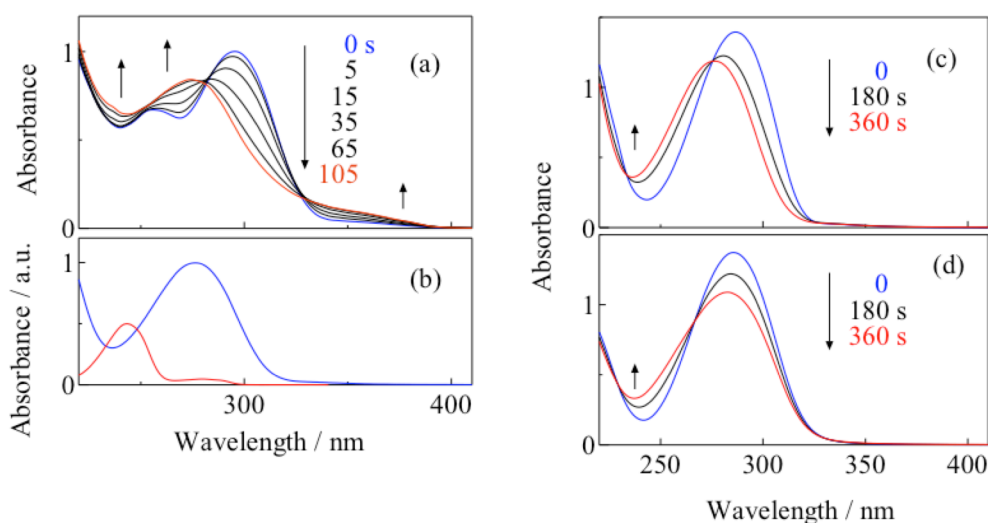 Absorbance
1
0
(a)
0 s
5
15
35
65
105
Absorbance / a.u.
1
0
(b)
300
400
Wavelength / nm
Absorbance
1
0
(c)
0
180 s
360 s
1
0
(d)
0
180 s
360 s
250
300
350
400
Wavelength / nm